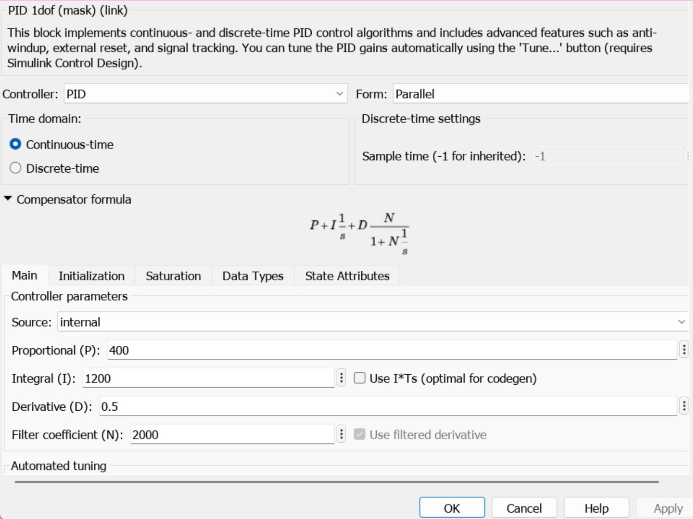 PID 1dof (mask) (link)
This block implements continuous- and discrete-time PID control algorithms and includes advanced features such as anti-
windup, external reset, and signal tracking. You can tune the PID gains automatically using the 'Tune...' button (requires
Simulink Control Design).
Controller: PID Form: Parallel
Time domain: Discrete-time settings
Continuous-time
Sample time (-1 for inherited): -1
Discrete-time
Compensator formula
P + I 1/s + D N/(1 + N 1/s)
Main Initialization Saturation Data Types State Attributes
Controller parameters
Source: internal
Proportional (P): 400
Integral (I): 1200 Use I*Ts (optimal for codegen)
Derivative (D): 0.5
Filter coefficient (N): 2000 Use filtered derivative
Automated tuning
OK Cancel Help Apply